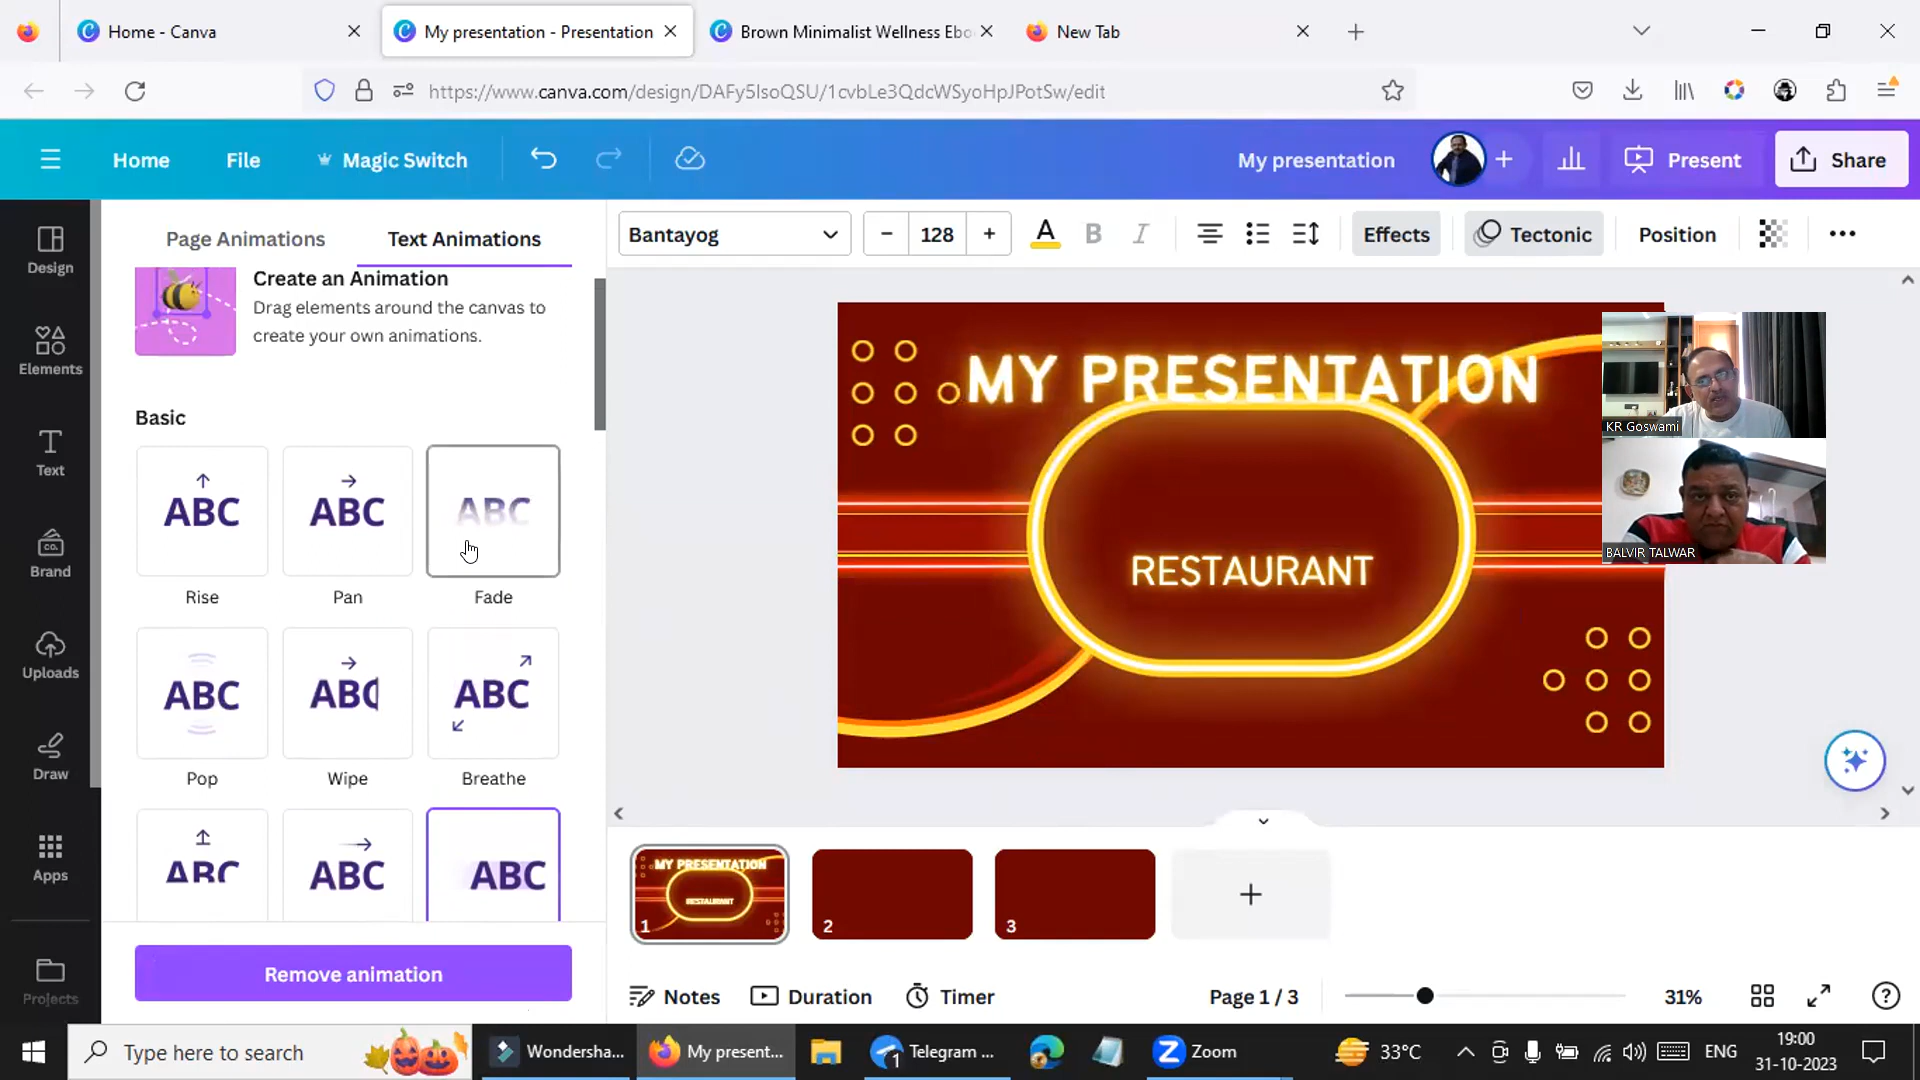 Home - Canva
My presentation - Presentation
Brown Minimalist Wellness Ebo
New Tab
https://www.canva.com/design/DAFy5IsoQSU/1cvbLe3QdcWSyoHpJPotSw/edit
Home
File
Magic Switch
My presentation
Present
Share
Page Animations
Text Animations
Bantayog
128
A
B
I
Effects
Tectonic
Position
Design
Elements
Text
Brand
Uploads
Draw
Apps
Projects
Create an Animation
Drag elements around the canvas to
create your own animations.
Basic
ABC
ABC
ABC
Rise
Pan
Fade
ABC
ABC
ABC
Pop
Wipe
Breathe
ABC
ABC
ABC
Remove animation
MY PRESENTATION
RESTAURANT
KR Goswami
BALVIR TALWAR
MY PRESENTATION
RESTAURANT
1
2
3
Notes
Duration
Timer
Page 1 / 3
31%
Type here to search
Wondersha...
My present...
Telegram ...
1
Zoom
33°C
ENG
19:00
31-10-2023